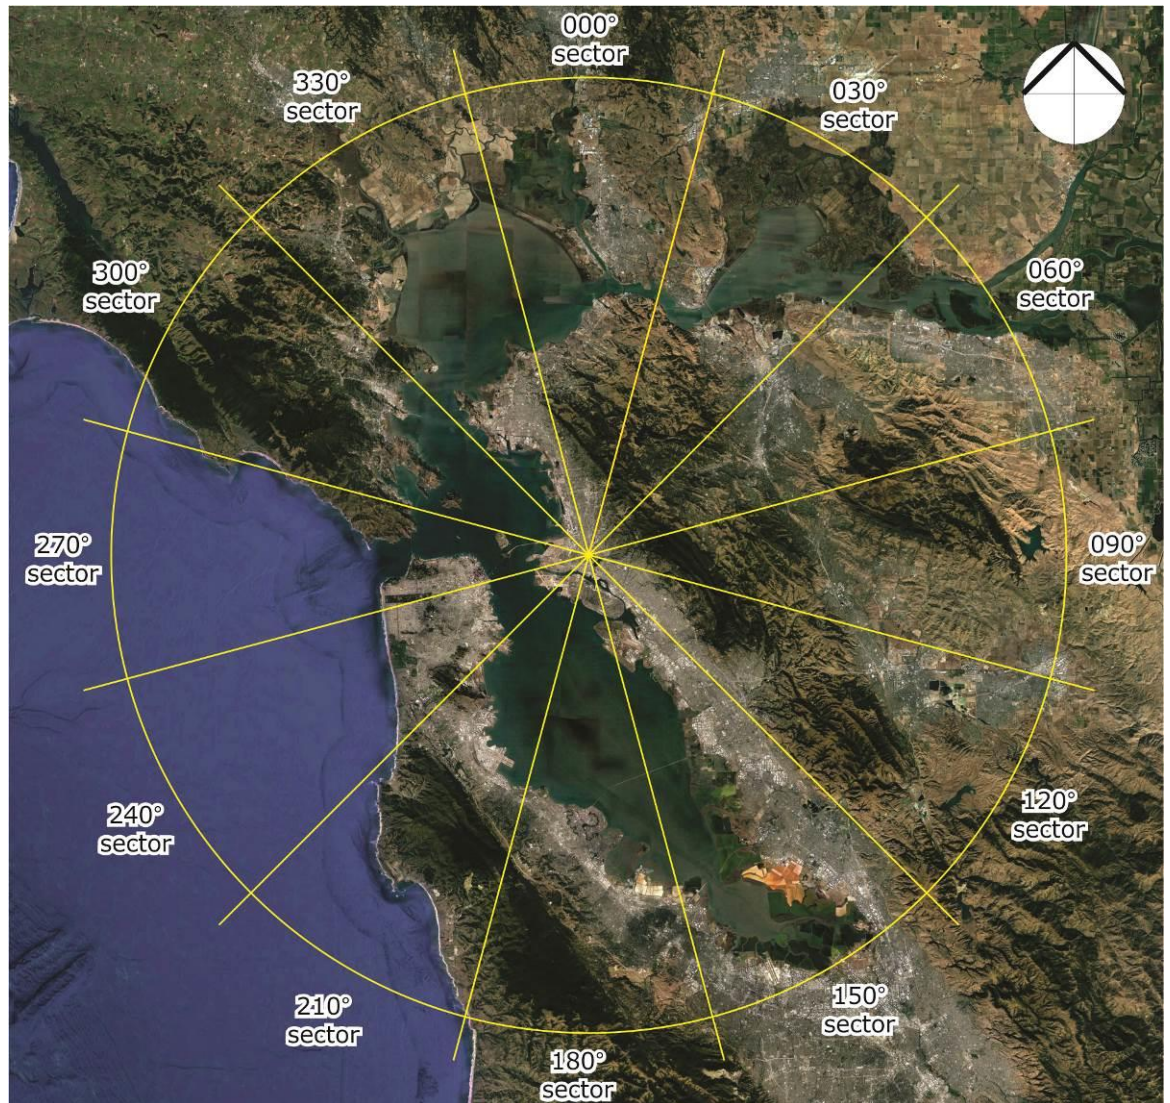 000°
sector
030°
sector
060°
sector
090°
sector
120°
sector
150°
sector
180°
sector
210°
sector
240°
sector
270°
sector
300°
sector
330°
sector